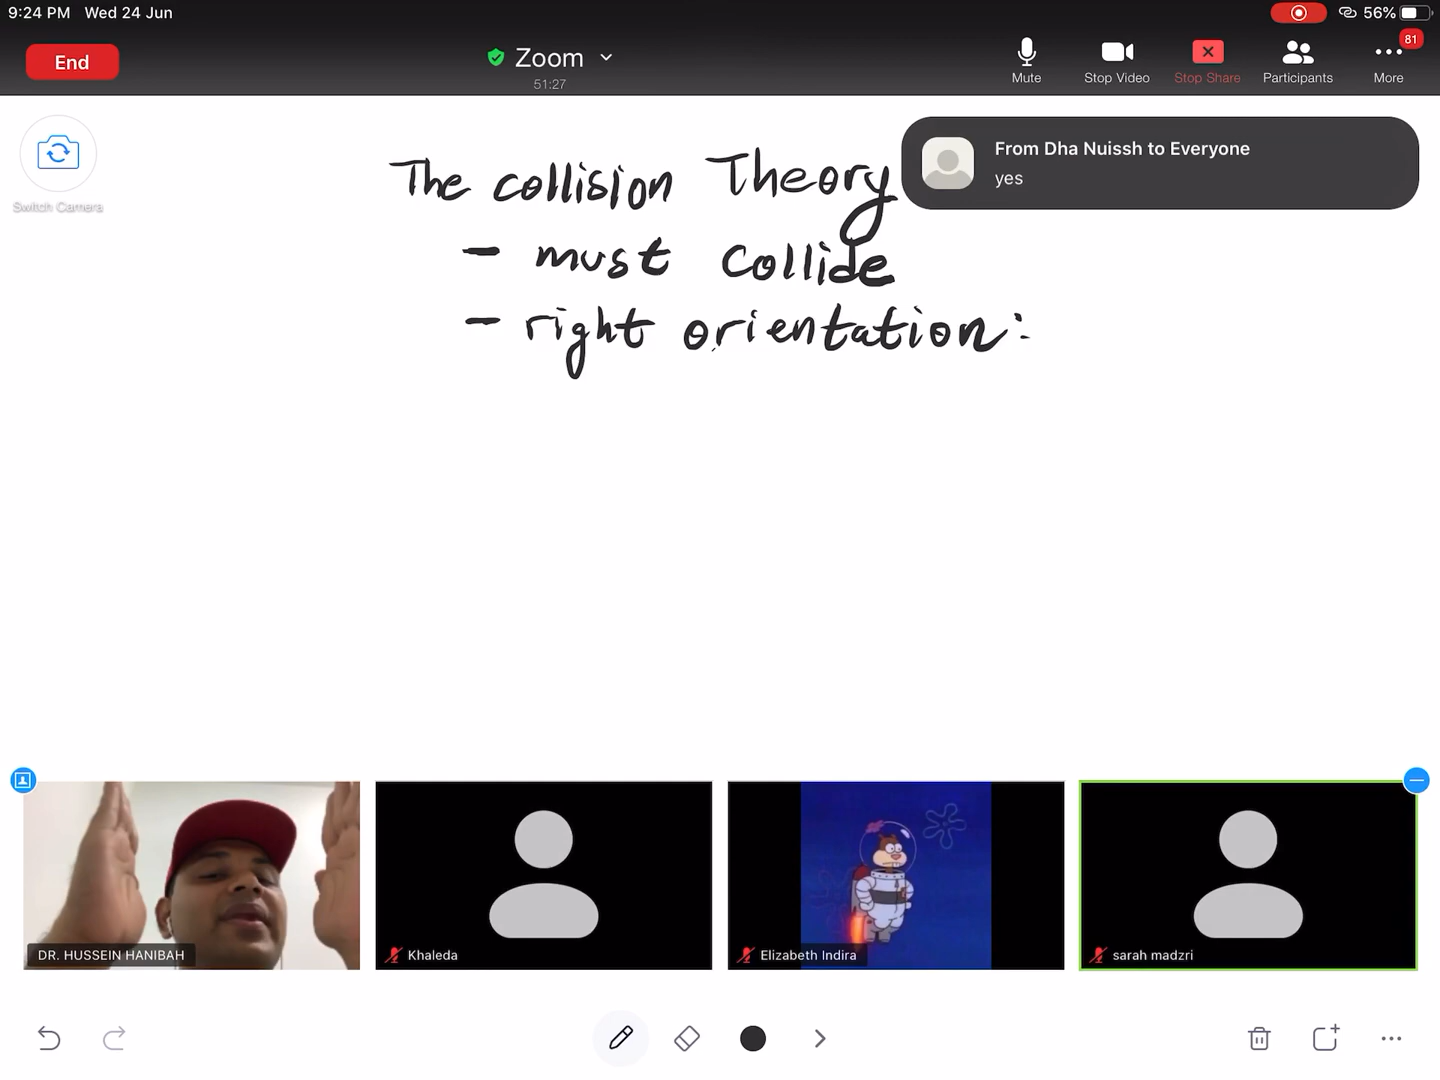 9:24 PM Wed 24 Jun
56%
End
Zoom
51:27
Mute
Stop Video
Stop Share
Participants
81
More
Switch Camera
From Dha Nuissh to Everyone
yes
The collision Theory
- must collide
- right orientation:
DR. HUSSEIN HANIBAH
Khaleda
Elizabeth Indira
sarah madzri